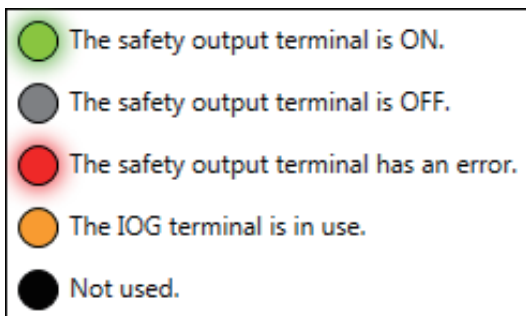 The safety output terminal is ON.
The safety output terminal is OFF.
The safety output terminal has an error.
The IOG terminal is in use.
Not used.